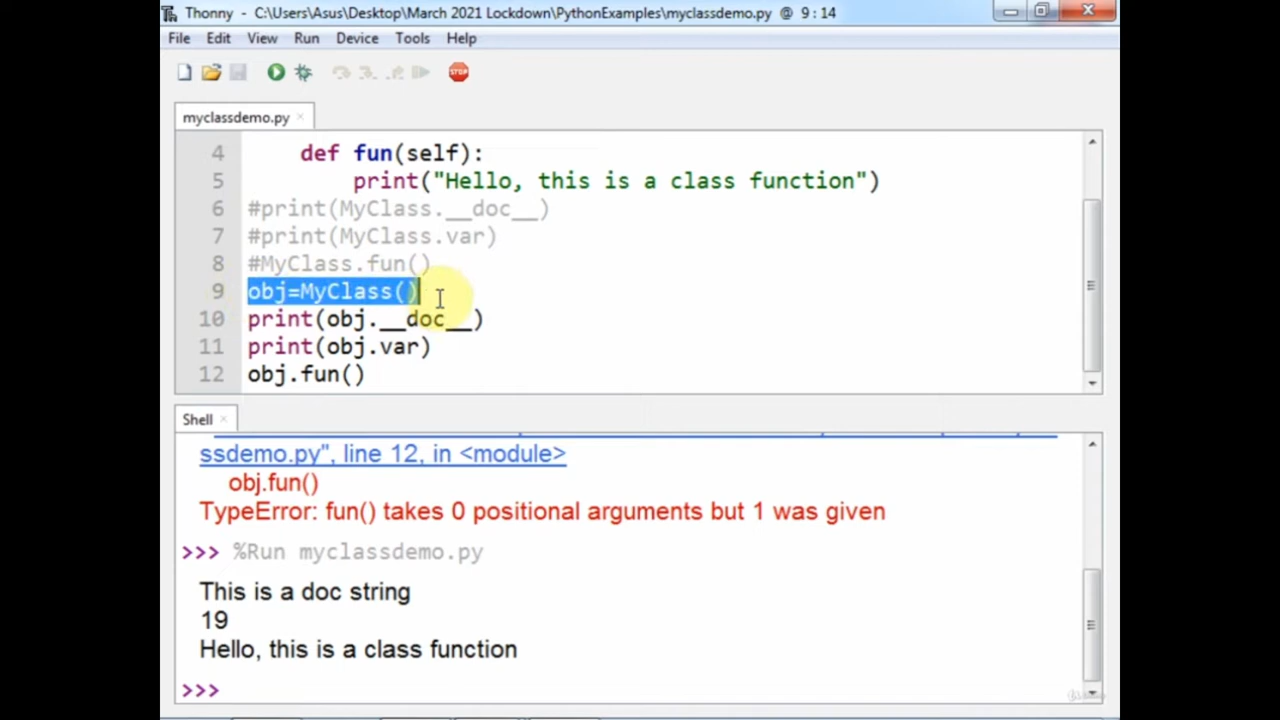 Thonny - C:\Users\Asus\Desktop\March 2021 Lockdown\PythonExamples\myclassdemo.py @ 9:14
File Edit View Run Device Tools Help
STOP
myclassdemo.py
4 def fun(self):
5 print("Hello, this is a class function")
6 #print(MyClass.__doc__)
7 #print(MyClass.var)
8 #MyClass.fun()
9 obj=MyClass()
10 print(obj.__doc__)
11 print(obj.var)
12 obj.fun()
Shell
ssdemo.py", line 12, in <module>
obj.fun()
TypeError: fun() takes 0 positional arguments but 1 was given
>>> %Run myclassdemo.py
This is a doc string
19
Hello, this is a class function
>>>